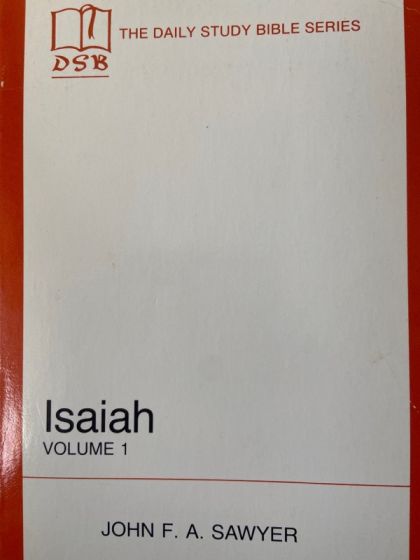 THE DAILY STUDY BIBLE SERIES
DSB
Isaiah
VOLUME 1
JOHN F. A. SAWYER